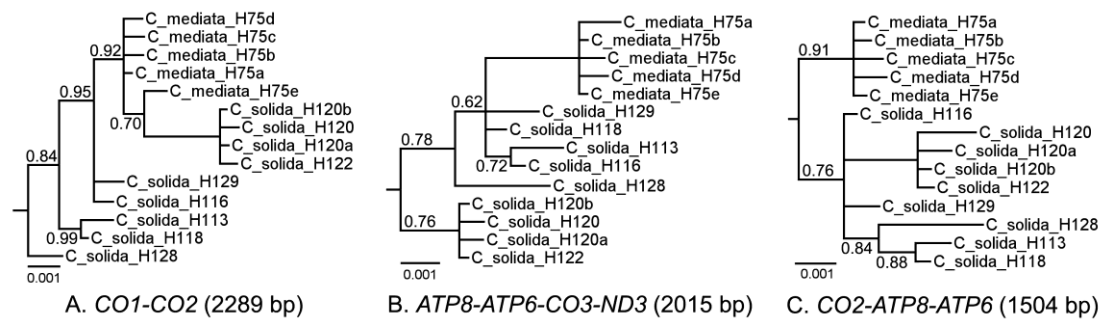 C_mediata_H75d
C_mediata_H75c
0.92
C_mediata_H75b
C_mediata_H75a
0.95
C_mediata_H75e
C_solida_H120b
0.70
C_solida_H120
C_solida_H120a
0.84
C_solida_H122
C_solida_H129
C_solida_H116
C_solida_H113
0.99
C_solida_H118
C_solida_H128
0.001
A. CO1-CO2 (2289 bp)
C_mediata_H75a
C_mediata_H75b
C_mediata_H75c
C_mediata_H75d
C_mediata_H75e
0.62
C_solida_H129
C_solida_H118
0.78
C_solida_H113
0.72
C_solida_H116
C_solida_H128
C_solida_H120b
0.76
C_solida_H120
C_solida_H120a
C_solida_H122
0.001
B. ATP8-ATP6-CO3-ND3 (2015 bp)
C_mediata_H75a
C_mediata_H75b
0.91
C_mediata_H75c
C_mediata_H75d
C_mediata_H75e
C_solida_H116
C_solida_H120
C_solida_H120a
0.76
C_solida_H120b
C_solida_H122
C_solida_H129
C_solida_H128
0.84
C_solida_H113
0.88
C_solida_H118
0.001
C. CO2-ATP8-ATP6 (1504 bp)